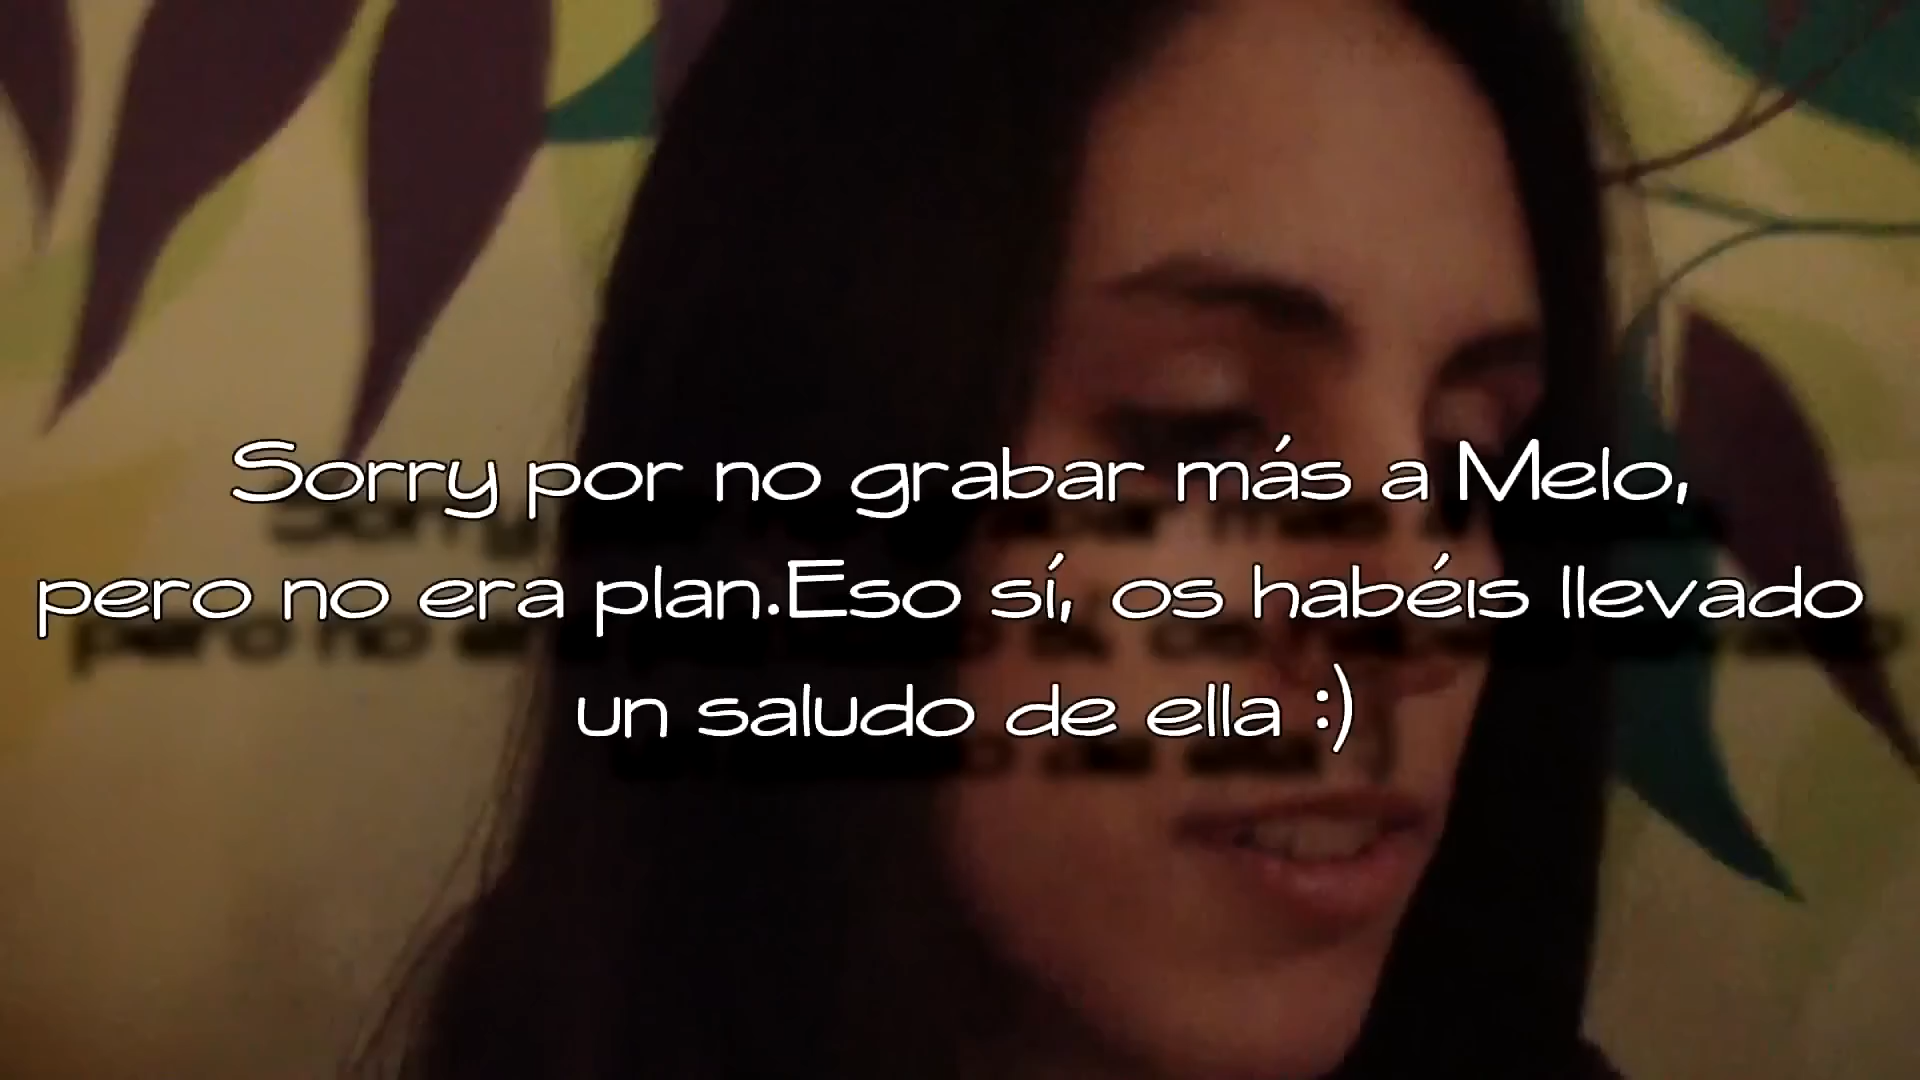 Sorry por no grabar más a Melo,
pero no era plan.Eso sí, os habéis llevado
un saludo de ella :)